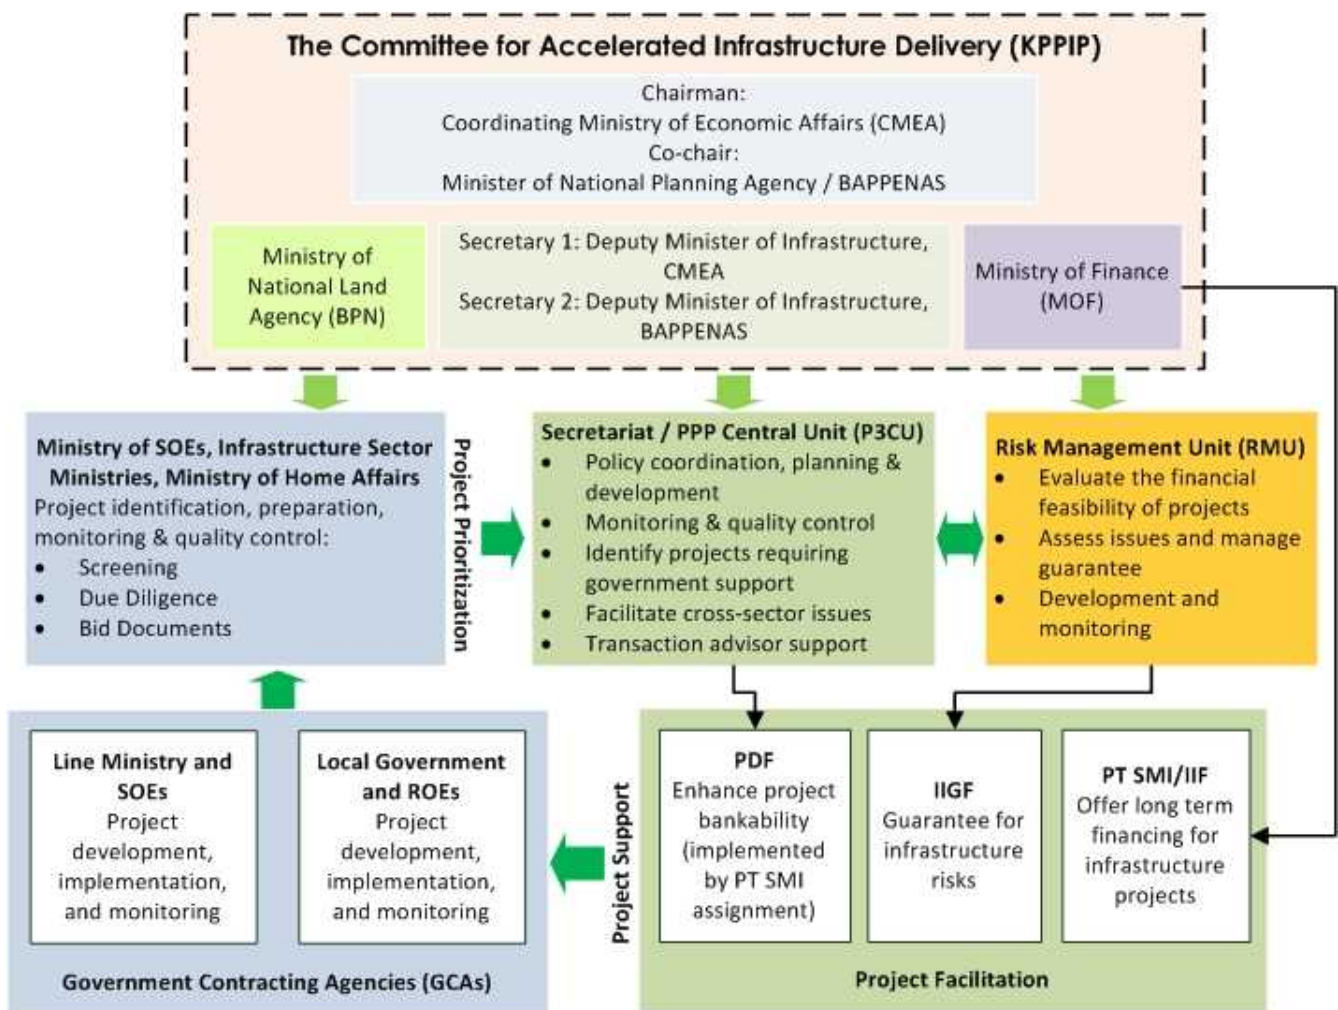 The Committee for Accelerated Infrastructure Delivery (KPPIP)
Chairman:
Coordinating Ministry of Economic Affairs (CMEA)
Co-chair:
Minister of National Planning Agency / BAPPENAS
Ministry of
National Land
Agency (BPN)
Secretary 1: Deputy Minister of Infrastructure,
CMEA
Secretary 2: Deputy Minister of Infrastructure,
BAPPENAS
Ministry of Finance
(MOF)
Ministry of SOEs, Infrastructure Sector
Ministries, Ministry of Home Affairs
Project identification, preparation,
monitoring & quality control:
• Screening
• Due Diligence
• Bid Documents
Project Prioritization
Secretariat / PPP Central Unit (P3CU)
• Policy coordination, planning &
development
• Monitoring & quality control
• Identify projects requiring
government support
• Facilitate cross-sector issues
• Transaction advisor support
Risk Management Unit (RMU)
• Evaluate the financial
feasibility of projects
• Assess issues and manage
guarantee
• Development and
monitoring
Line Ministry and
SOEs
Project
development,
implementation,
and monitoring
Local Government
and ROEs
Project
development,
implementation,
and monitoring
Government Contracting Agencies (GCAs)
Project Support
PDF
Enhance project
bankability
(implemented
by PT SMI
assignment)
IIGF
Guarantee for
infrastructure
risks
PT SMI/IIF
Offer long term
financing for
infrastructure
projects
Project Facilitation